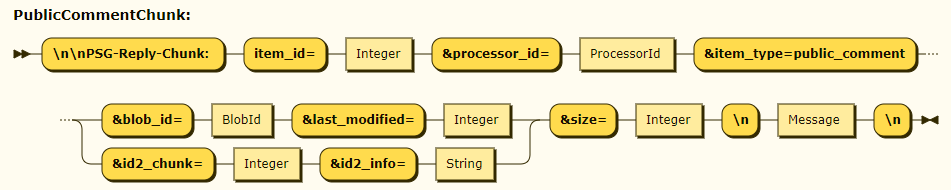 PublicCommentChunk:
\n\nPSG-Reply-Chunk: item_id= Integer &processor_id= ProcessorId &item_type=public_comment
&blob_id= BlobId &last_modified= Integer &size= Integer \n Message \n
&id2_chunk= Integer &id2_info= String